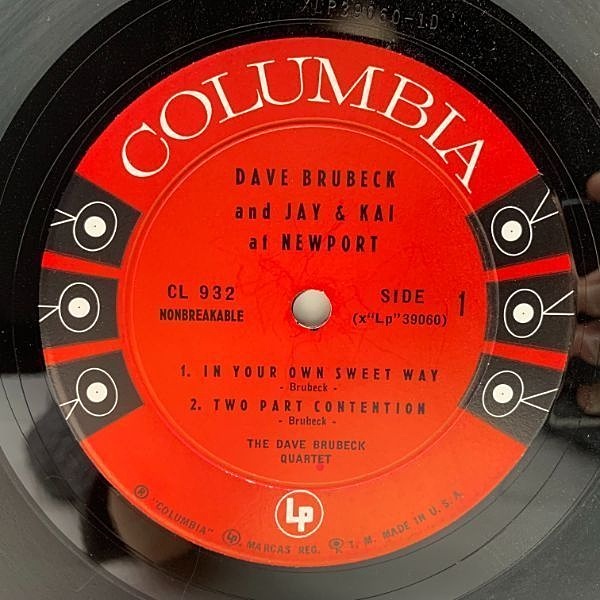 XLP39060-1D
COLUMBIA
DAVE BRUBECK
and JAY & KAI
at NEWPORT
CL 932
NONBREAKABLE
SIDE 1
(x"Lp"39060)
1. IN YOUR OWN SWEET WAY
- Brubeck -
2. TWO PART CONTENTION
- Brubeck -
THE DAVE BRUBECK
QUARTET
LP
® "COLUMBIA" LP, MARCAS REG. T. M. MADE IN U. S. A.